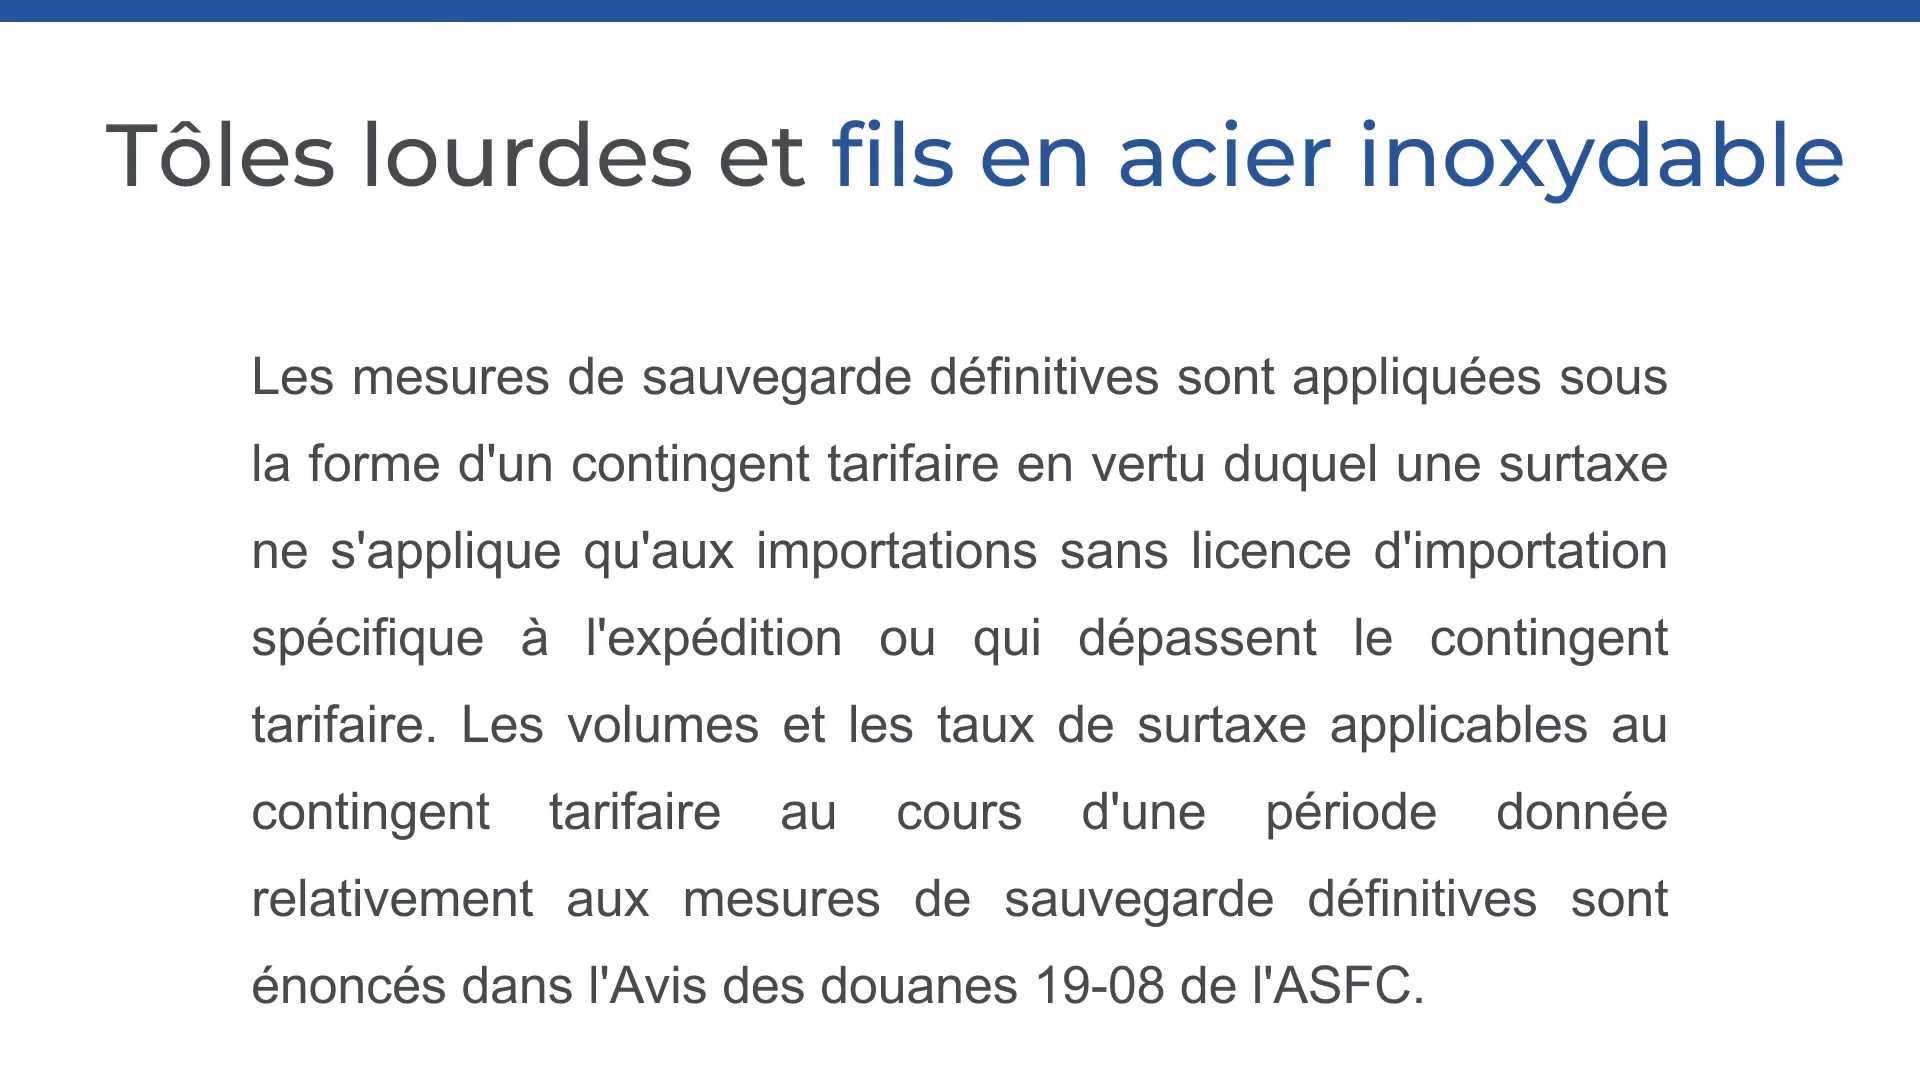 Tôles lourdes et fils en acier inoxydable
Les mesures de sauvegarde définitives sont appliquées sous
la forme d'un contingent tarifaire en vertu duquel une surtaxe
ne s'applique qu'aux importations sans licence d'importation
spécifique à l'expédition ou qui dépassent le contingent
tarifaire. Les volumes et les taux de surtaxe applicables au
contingent tarifaire au cours d'une période donnée
relativement aux mesures de sauvegarde définitives sont
énoncés dans l'Avis des douanes 19-08 de l'ASFC.